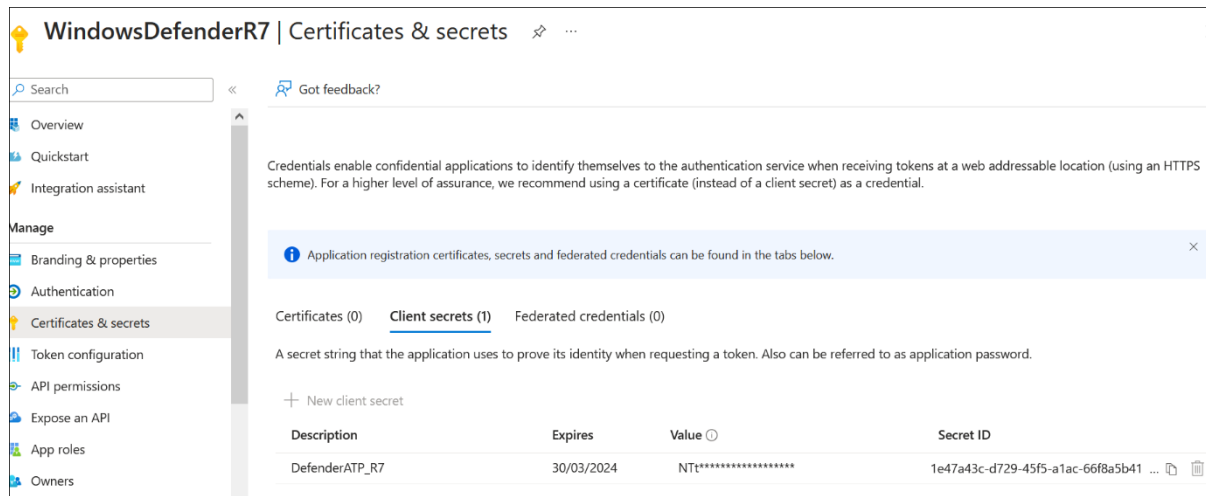 WindowsDefenderR7 | Certificates & secrets
Search
«
Got feedback?
Overview
Quickstart
Integration assistant
Manage
Branding & properties
Authentication
Certificates & secrets
Token configuration
API permissions
Expose an API
App roles
Owners
Credentials enable confidential applications to identify themselves to the authentication service when receiving tokens at a web addressable location (using an HTTPS
scheme). For a higher level of assurance, we recommend using a certificate (instead of a client secret) as a credential.
Application registration certificates, secrets and federated credentials can be found in the tabs below.
Certificates (0) Client secrets (1) Federated credentials (0)
A secret string that the application uses to prove its identity when requesting a token. Also can be referred to as application password.
New client secret
Description Expires Value Secret ID
DefenderATP_R7 30/03/2024 NTt****************** 1e47a43c-d729-45f5-a1ac-66f8a5b41 ...